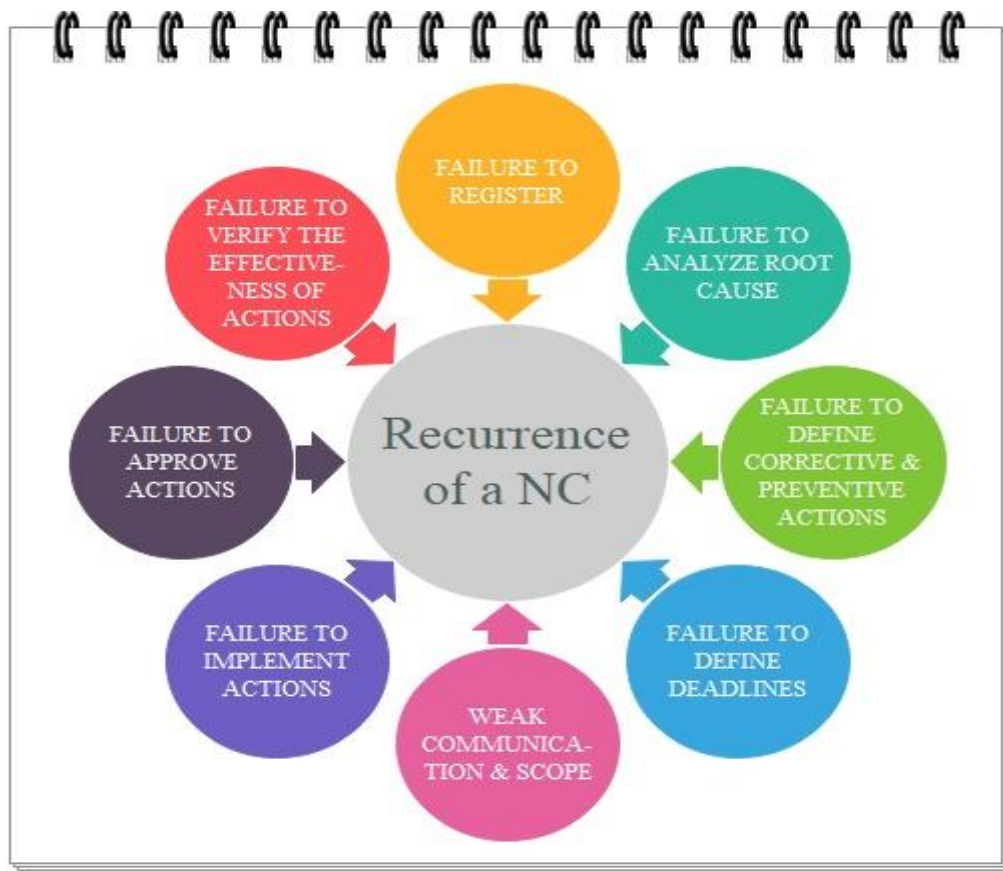 FAILURE TO
REGISTER
FAILURE TO
ANALYZE ROOT
CAUSE
FAILURE TO
DEFINE
CORRECTIVE &
PREVENTIVE
ACTIONS
FAILURE TO
DEFINE
DEADLINES
WEAK
COMMUNICA-
TION & SCOPE
FAILURE TO
IMPLEMENT
ACTIONS
FAILURE TO
APPROVE
ACTIONS
FAILURE TO
VERIFY THE
EFFECTIVE-
NESS OF
ACTIONS
Recurrence
of a NC